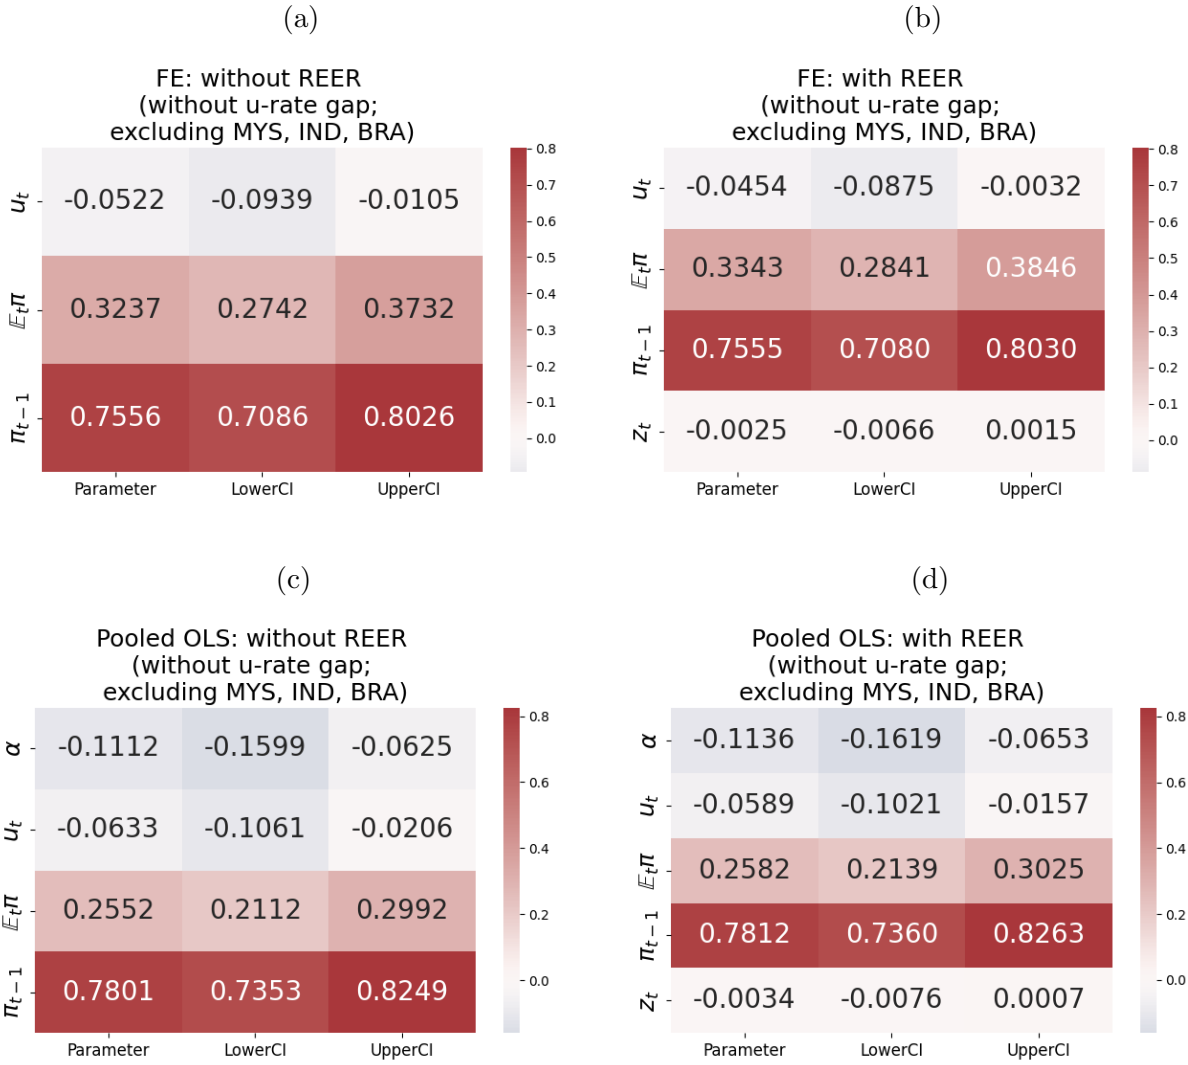 (a)
FE: without REER
(without u-rate gap;
excluding MYS, IND, BRA)
u_t -0.0522 -0.0939 -0.0105
𝔼_tπ 0.3237 0.2742 0.3732
π_{t−1} 0.7556 0.7086 0.8026
Parameter LowerCI UpperCI
0.8
0.7
0.6
0.5
0.4
0.3
0.2
0.1
0.0
(b)
FE: with REER
(without u-rate gap;
excluding MYS, IND, BRA)
u_t -0.0454 -0.0875 -0.0032
𝔼_tπ 0.3343 0.2841 0.3846
π_{t−1} 0.7555 0.7080 0.8030
z_t -0.0025 -0.0066 0.0015
Parameter LowerCI UpperCI
0.8
0.7
0.6
0.5
0.4
0.3
0.2
0.1
0.0
(c)
Pooled OLS: without REER
(without u-rate gap;
excluding MYS, IND, BRA)
α -0.1112 -0.1599 -0.0625
u_t -0.0633 -0.1061 -0.0206
𝔼_tπ 0.2552 0.2112 0.2992
π_{t−1} 0.7801 0.7353 0.8249
Parameter LowerCI UpperCI
0.8
0.6
0.4
0.2
0.0
(d)
Pooled OLS: with REER
(without u-rate gap;
excluding MYS, IND, BRA)
α -0.1136 -0.1619 -0.0653
u_t -0.0589 -0.1021 -0.0157
𝔼_tπ 0.2582 0.2139 0.3025
π_{t−1} 0.7812 0.7360 0.8263
z_t -0.0034 -0.0076 0.0007
Parameter LowerCI UpperCI
0.8
0.6
0.4
0.2
0.0